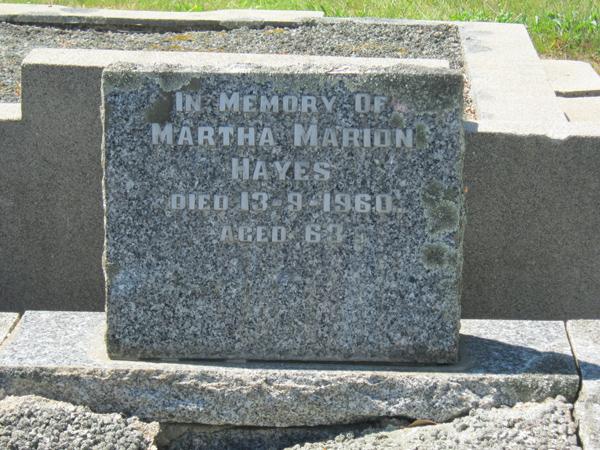 In Memory Of
Martha Marion
Hayes
Died 13-9-1960
Aged 63